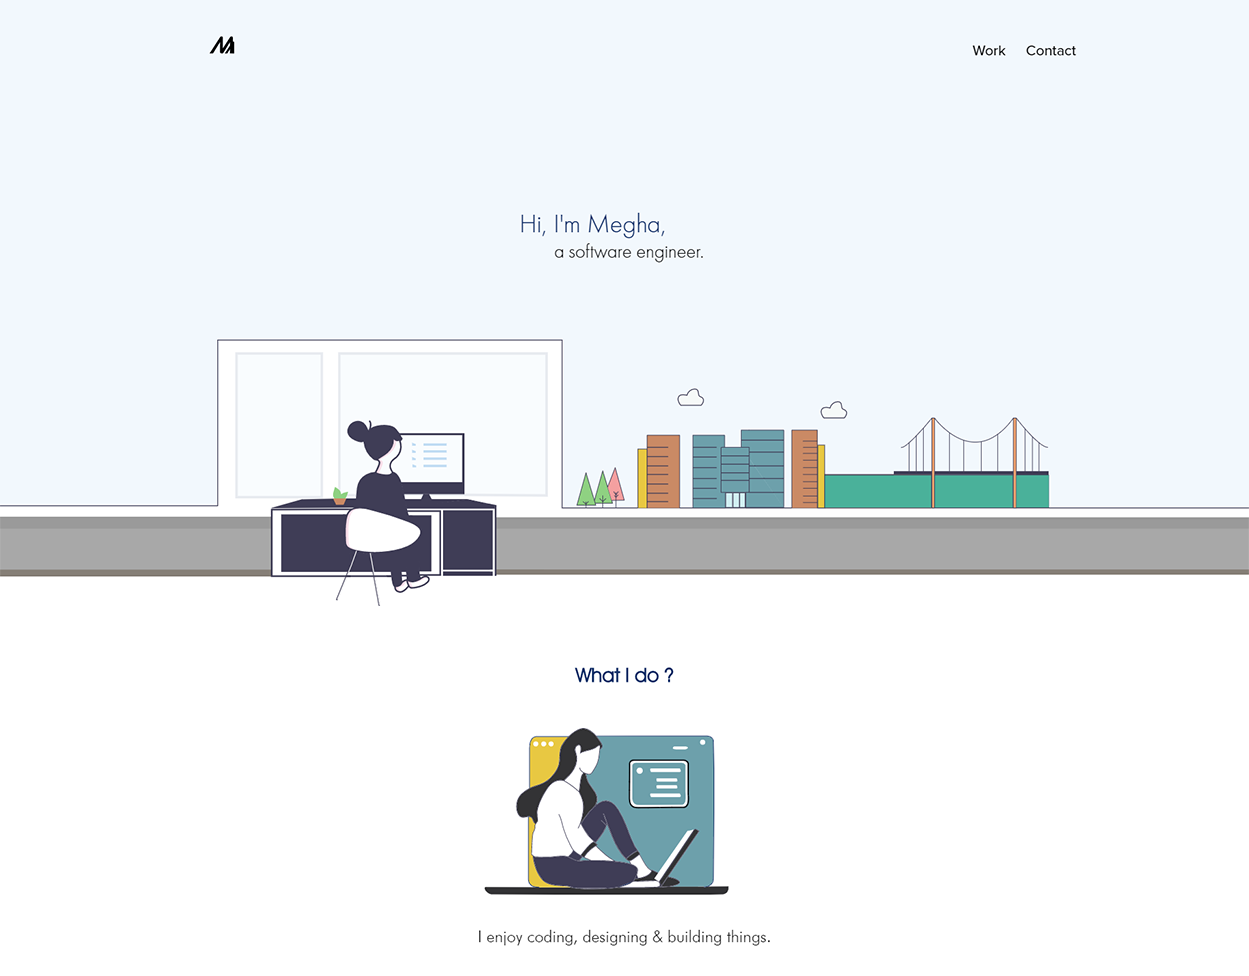 Work Contact
Hi, I'm Megha,
a software engineer.
What I do ?
I enjoy coding, designing & building things.